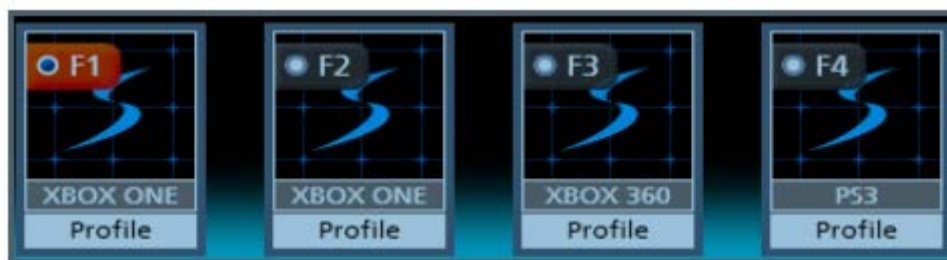 F1 F2 F3 F4
XBOX ONE XBOX ONE XBOX 360 PS3
Profile Profile Profile Profile